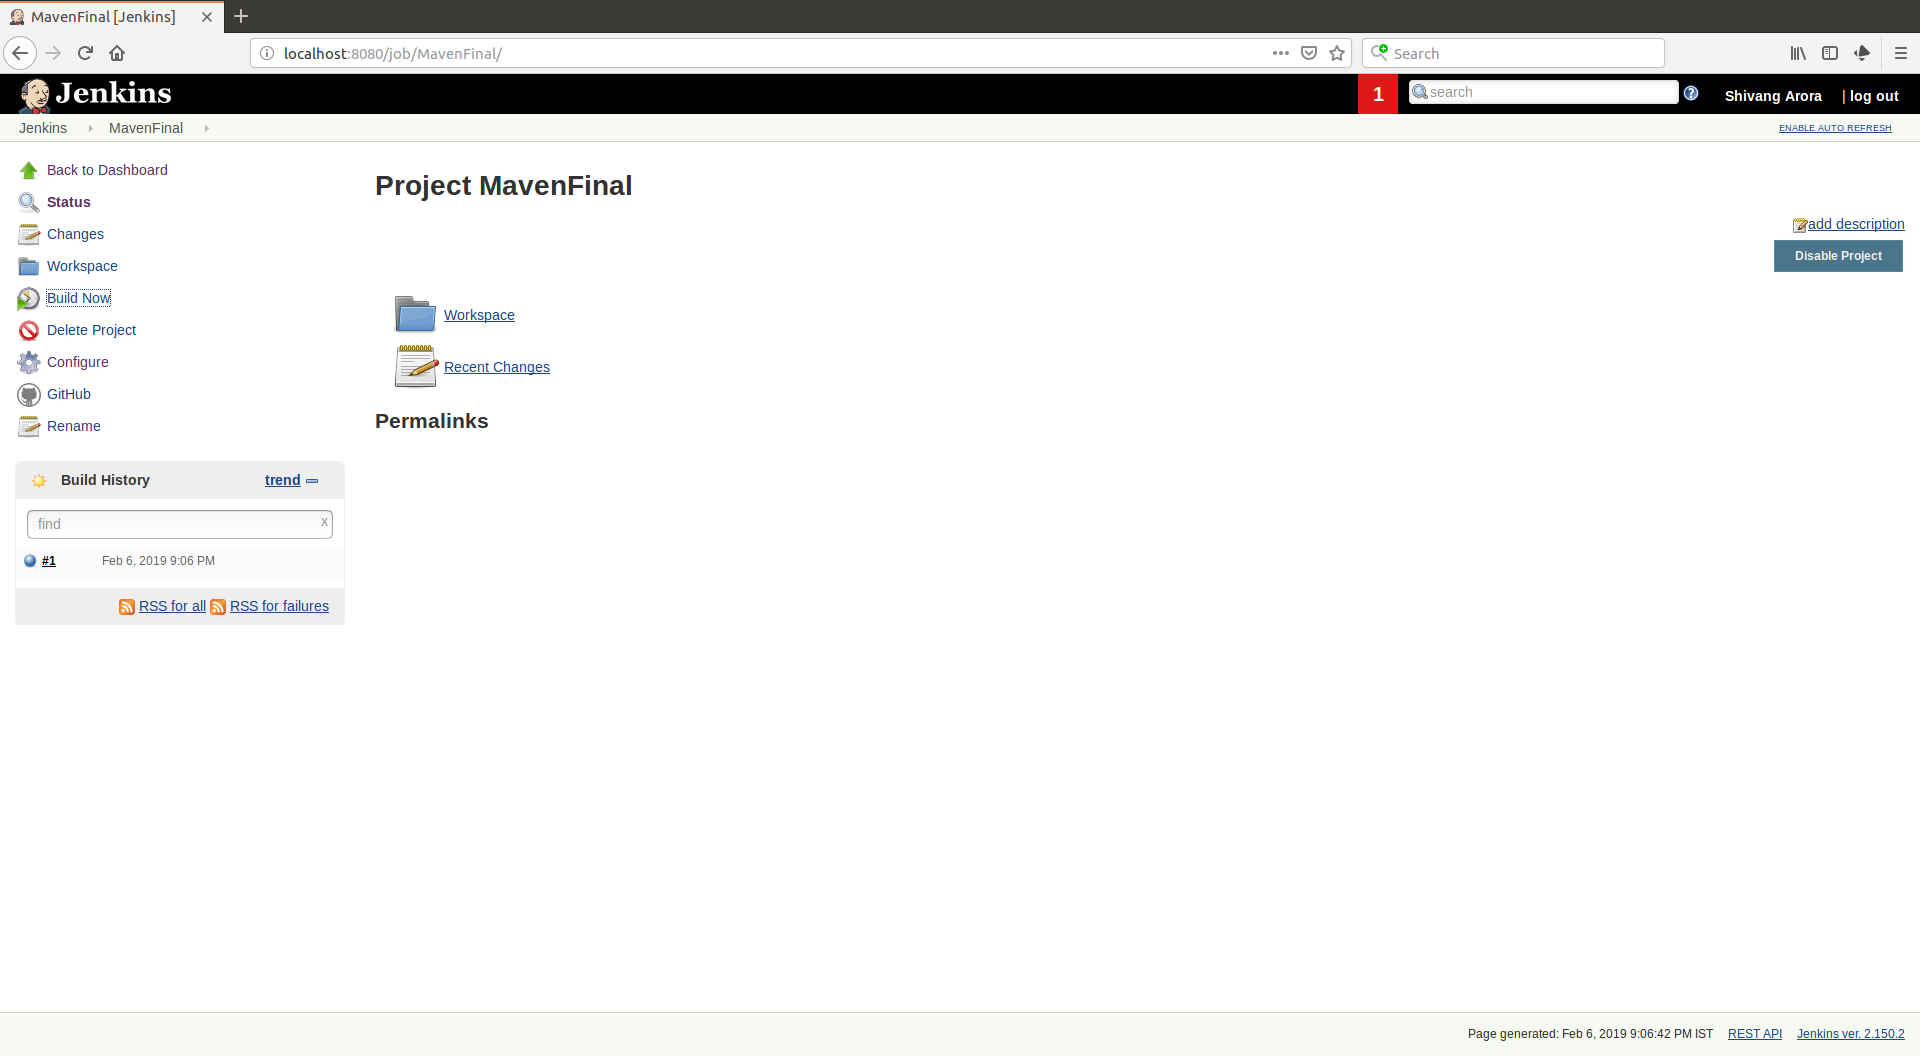 MavenFinal [Jenkins]
localhost:8080/job/MavenFinal/
Search
Jenkins
1
search
Shivang Arora
| log out
Jenkins
MavenFinal
ENABLE AUTO REFRESH
Back to Dashboard
Status
Changes
Workspace
Build Now
Delete Project
Configure
GitHub
Rename
Build History
trend
find
x
#1
Feb 6, 2019 9:06 PM
RSS for all
RSS for failures
Project MavenFinal
add description
Disable Project
Workspace
Recent Changes
Permalinks
Page generated: Feb 6, 2019 9:06:42 PM IST
REST API
Jenkins ver. 2.150.2